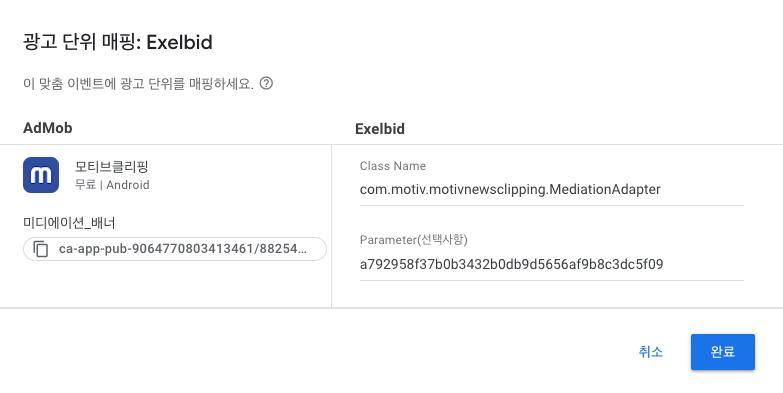 광고 단위 매핑: Exelbid
이 맞춤 이벤트에 광고 단위를 매핑하세요. ?
AdMob
Exelbid
m
모티브클리핑
무료 | Android
미디에이션_배너
ca-app-pub-9064770803413461/88254...
Class Name
com.motiv.motivnewsclipping.MediationAdapter
Parameter(선택사항)
a792958f37b0b3432b0db9d5656af9b8c3dc5f09
취소
완료